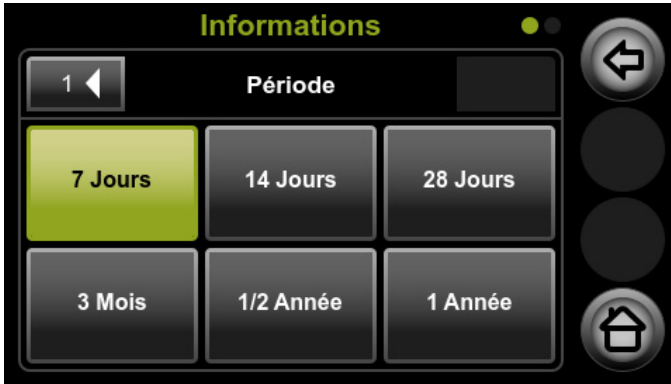 Informations
1 Période
7 Jours 14 Jours 28 Jours
3 Mois 1/2 Année 1 Année